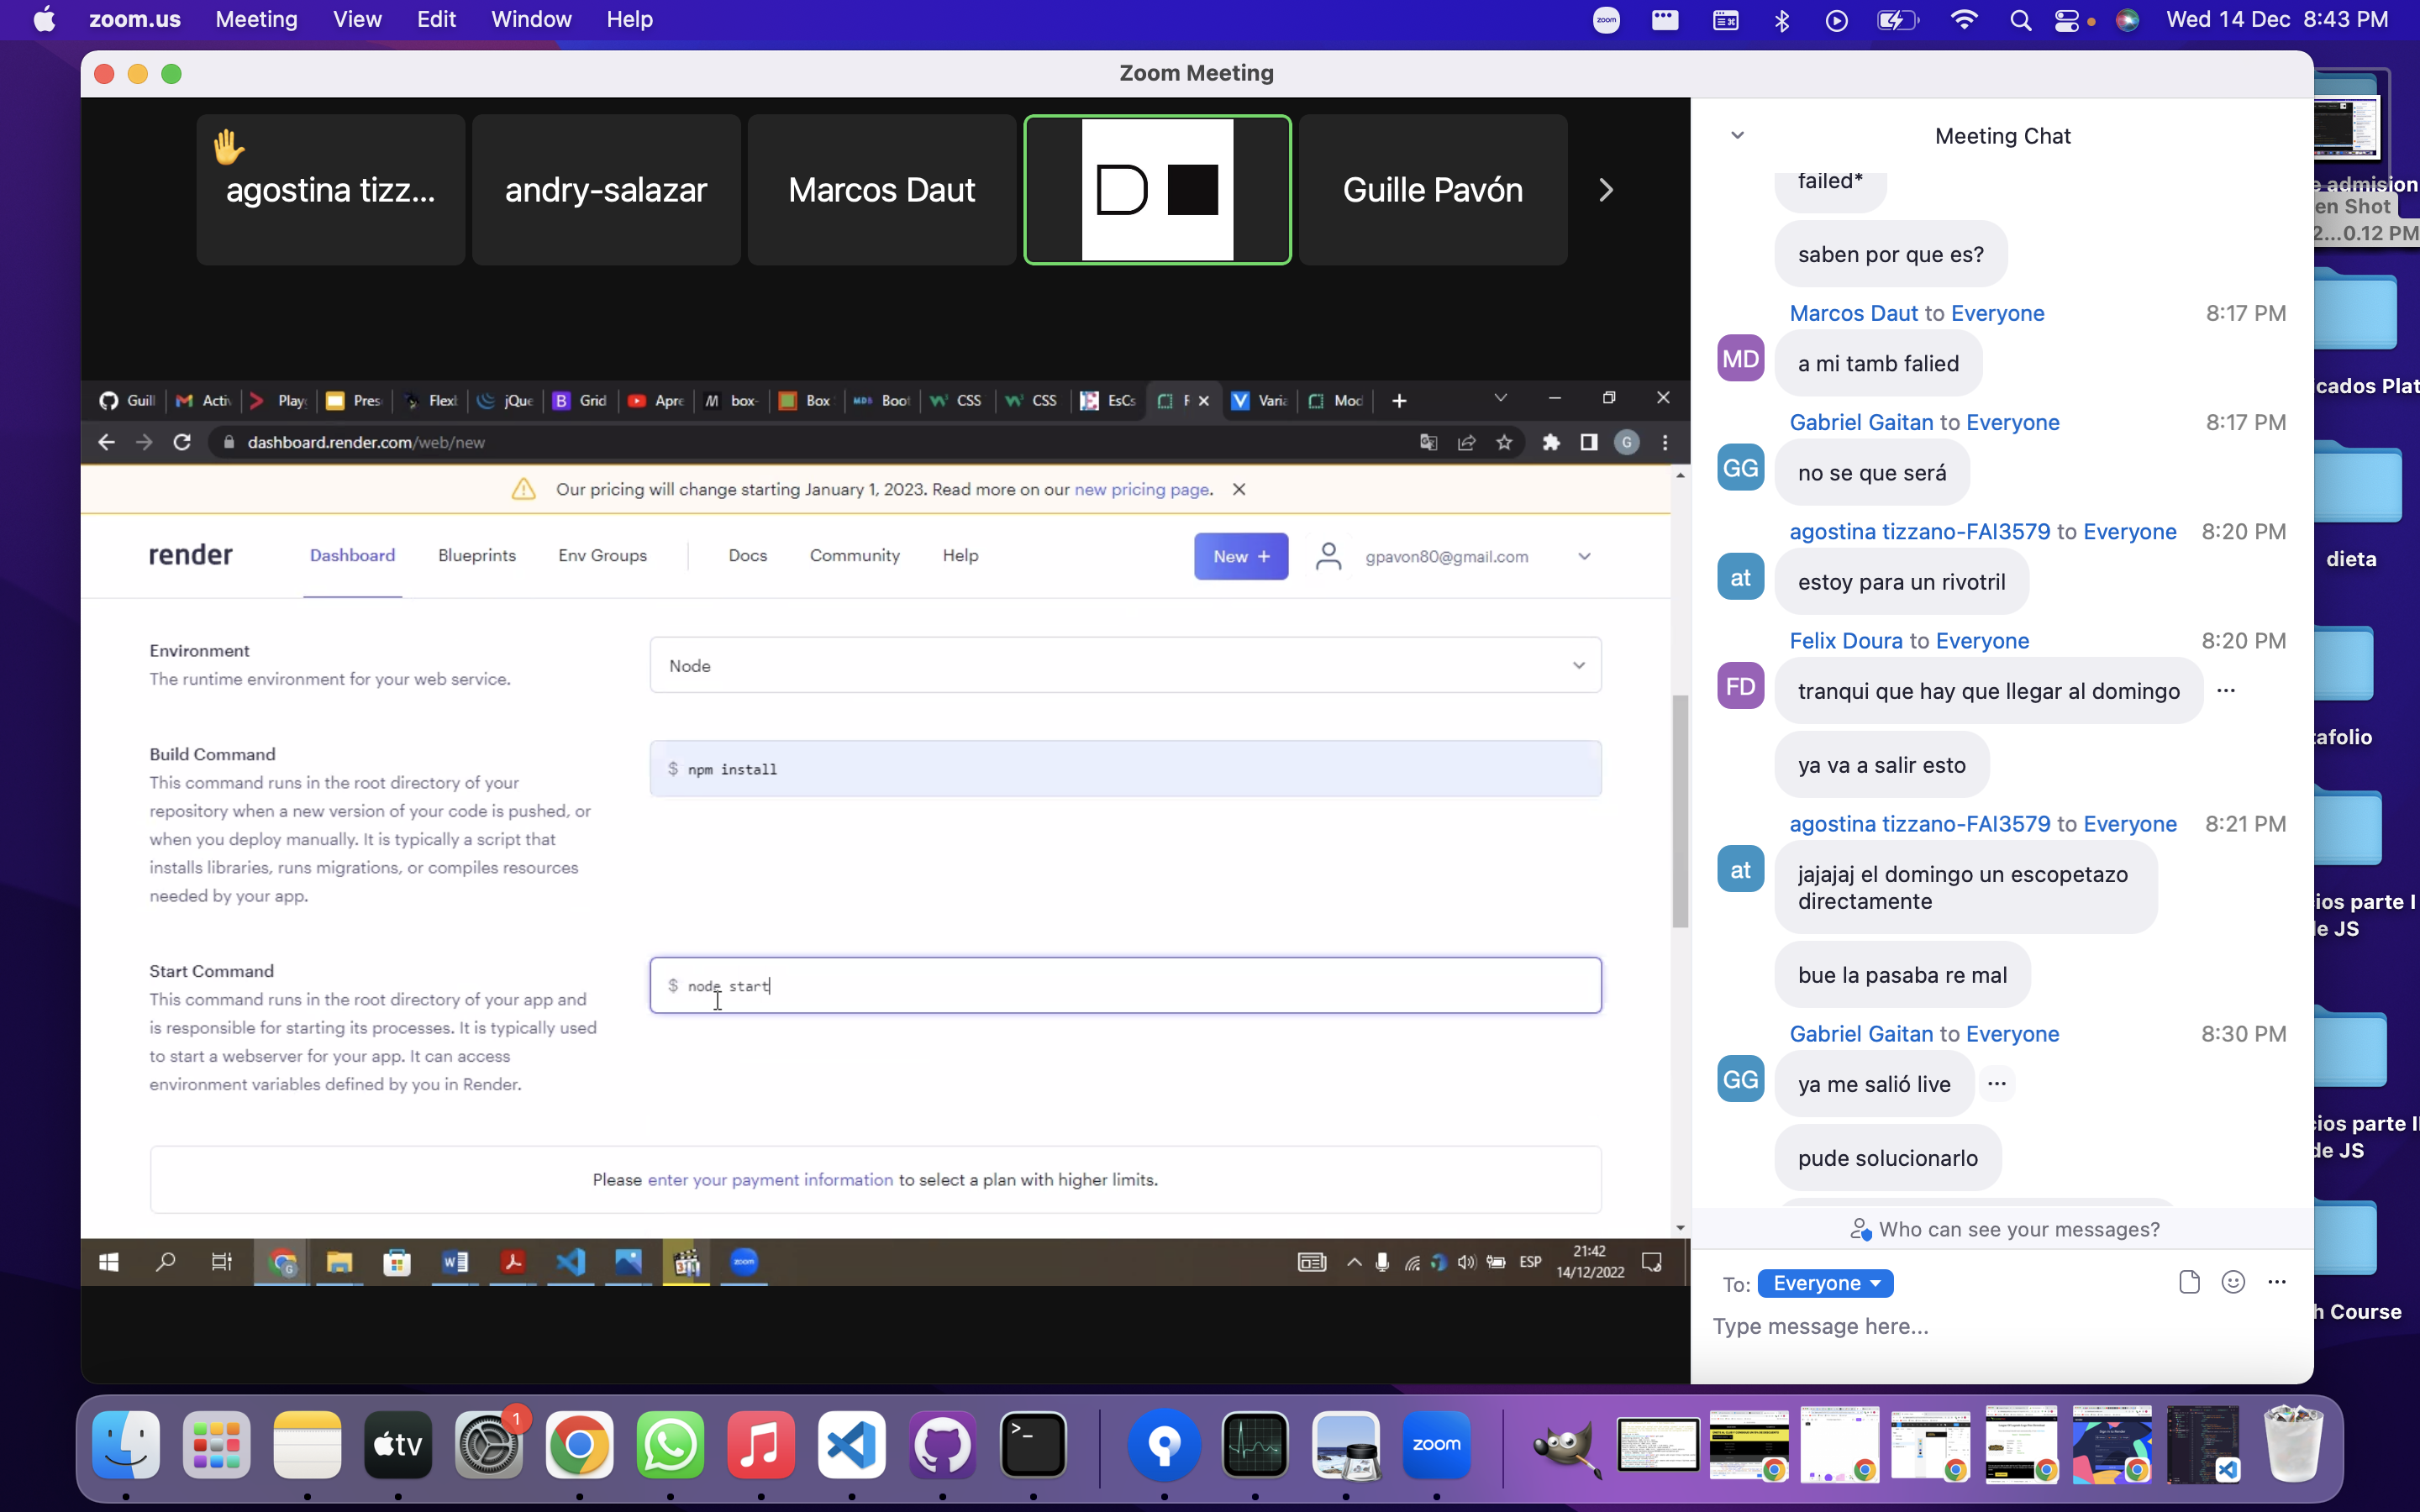 zoom.us Meeting View Edit Window Help
zoom
Wed 14 Dec 8:43 PM
Zoom Meeting
agostina tizz...
andry-salazar
Marcos Daut
Guille Pavón
Guill
Activ
Play
Pres
Flex
jQue
Grid
Apre
box-
Box
Boot
CSS
CSS
EsCs
Varia
Mod
dashboard.render.com/web/new
G
Our pricing will change starting January 1, 2023. Read more on our new pricing page.
render
Dashboard
Blueprints
Env Groups
Docs
Community
Help
New +
gpavon80@gmail.com
Environment
The runtime environment for your web service.
Node
Build Command
This command runs in the root directory of your
repository when a new version of your code is pushed, or
when you deploy manually. It is typically a script that
installs libraries, runs migrations, or compiles resources
needed by your app.
$ npm install
Start Command
This command runs in the root directory of your app and
is responsible for starting its processes. It is typically used
to start a webserver for your app. It can access
environment variables defined by you in Render.
$ node start
Please enter your payment information to select a plan with higher limits.
ESP
21:42
14/12/2022
Meeting Chat
failed*
saben por que es?
Marcos Daut to Everyone 8:17 PM
MD
a mi tamb falied
Gabriel Gaitan to Everyone 8:17 PM
GG
no se que será
agostina tizzano-FAI3579 to Everyone 8:20 PM
at
estoy para un rivotril
Felix Doura to Everyone 8:20 PM
FD
tranqui que hay que llegar al domingo
ya va a salir esto
agostina tizzano-FAI3579 to Everyone 8:21 PM
at
jajajaj el domingo un escopetazo
directamente
bue la pasaba re mal
Gabriel Gaitan to Everyone 8:30 PM
GG
ya me salió live
pude solucionarlo
Who can see your messages?
To: Everyone
Type message here...
e admision
en Shot
2...0.12 PM
cados Plat
dieta
tafolio
ios parte I
de JS
ios parte II
de JS
h Course
tv
1
zoom